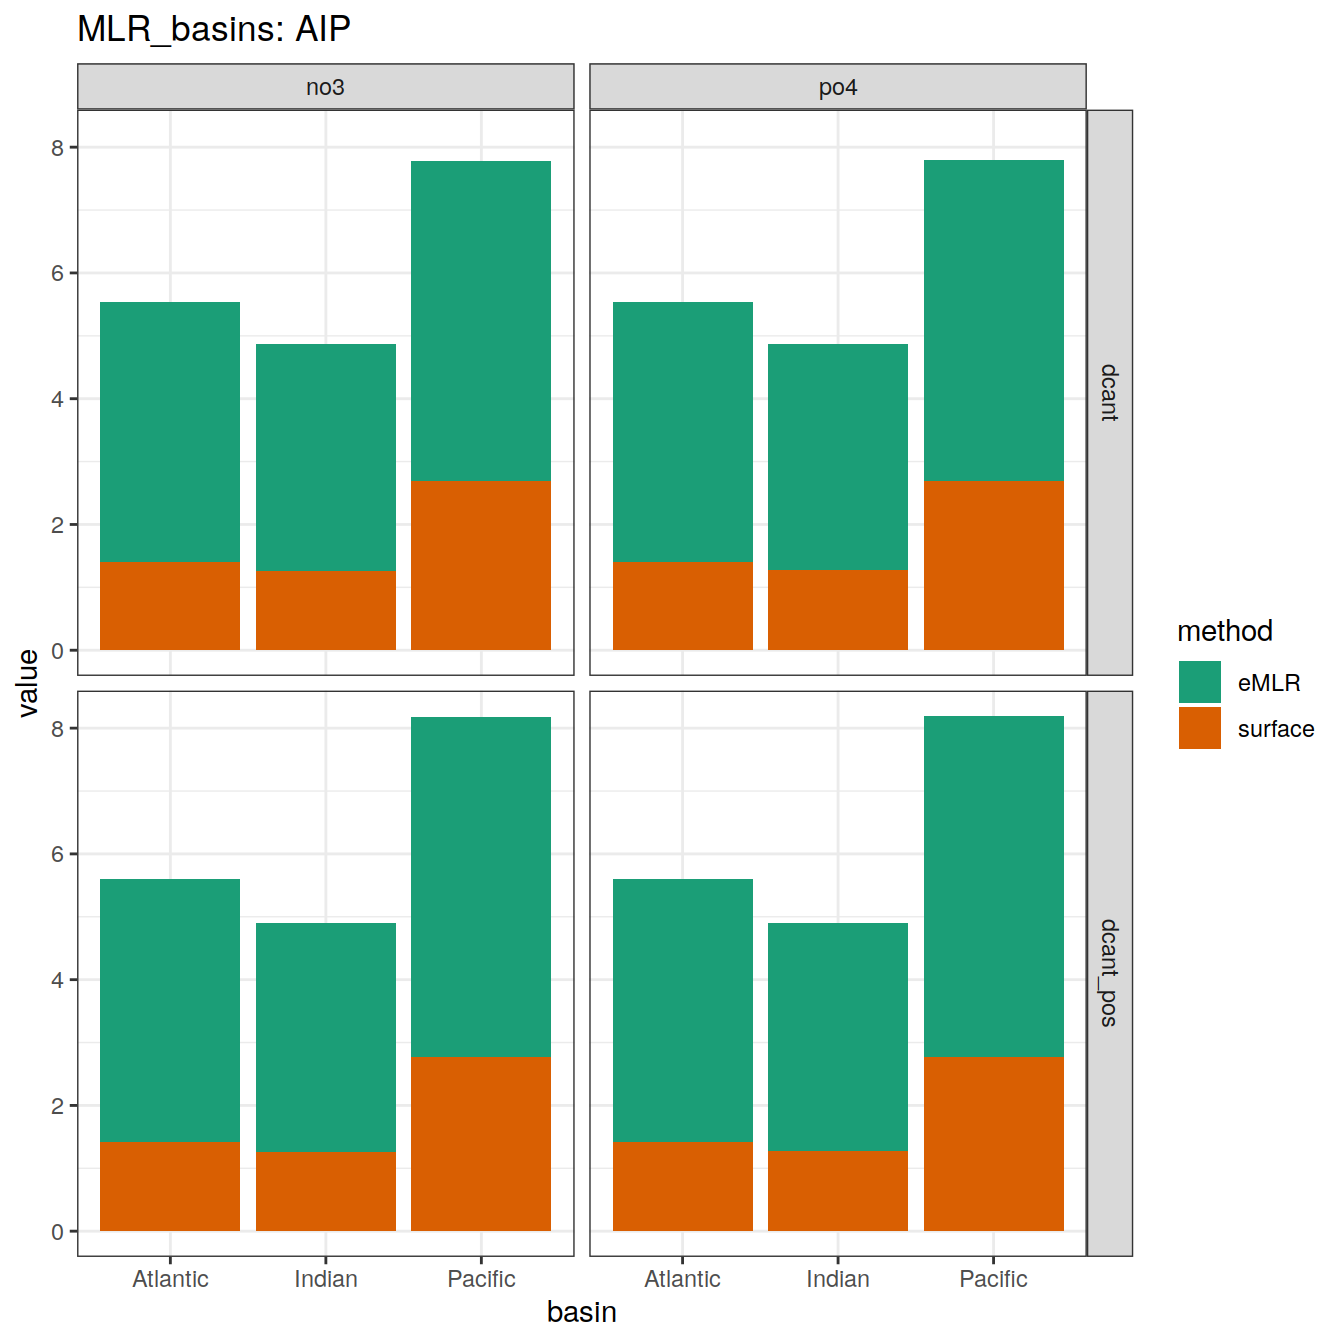 MLR_basins: AIP
no3
po4
8
6
4
2
0
dcant
value
8
6
4
2
0
dcant_pos
Atlantic
Indian
Pacific
Atlantic
Indian
Pacific
basin
method
eMLR
surface